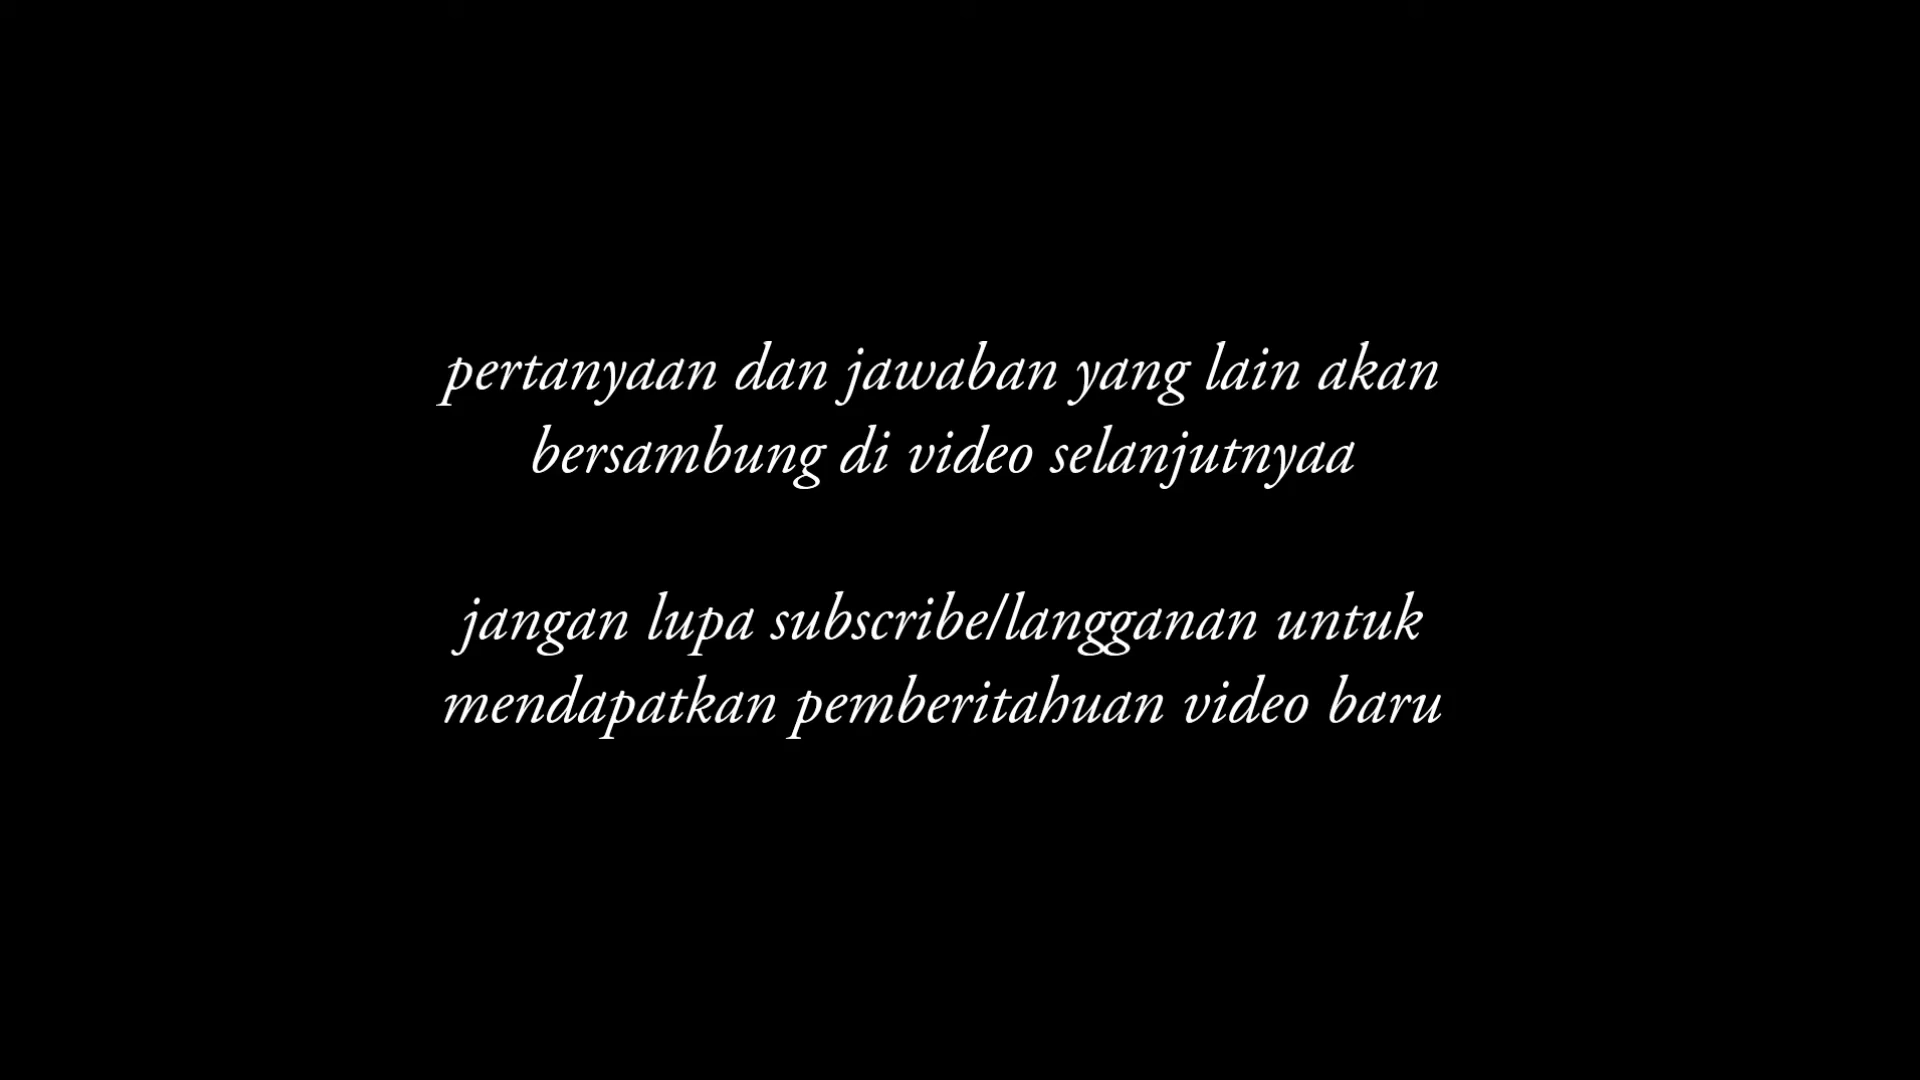 pertanyaan dan jawaban yang lain akan
bersambung di video selanjutnyaa
jangan lupa subscribe/langganan untuk
mendapatkan pemberitahuan video baru